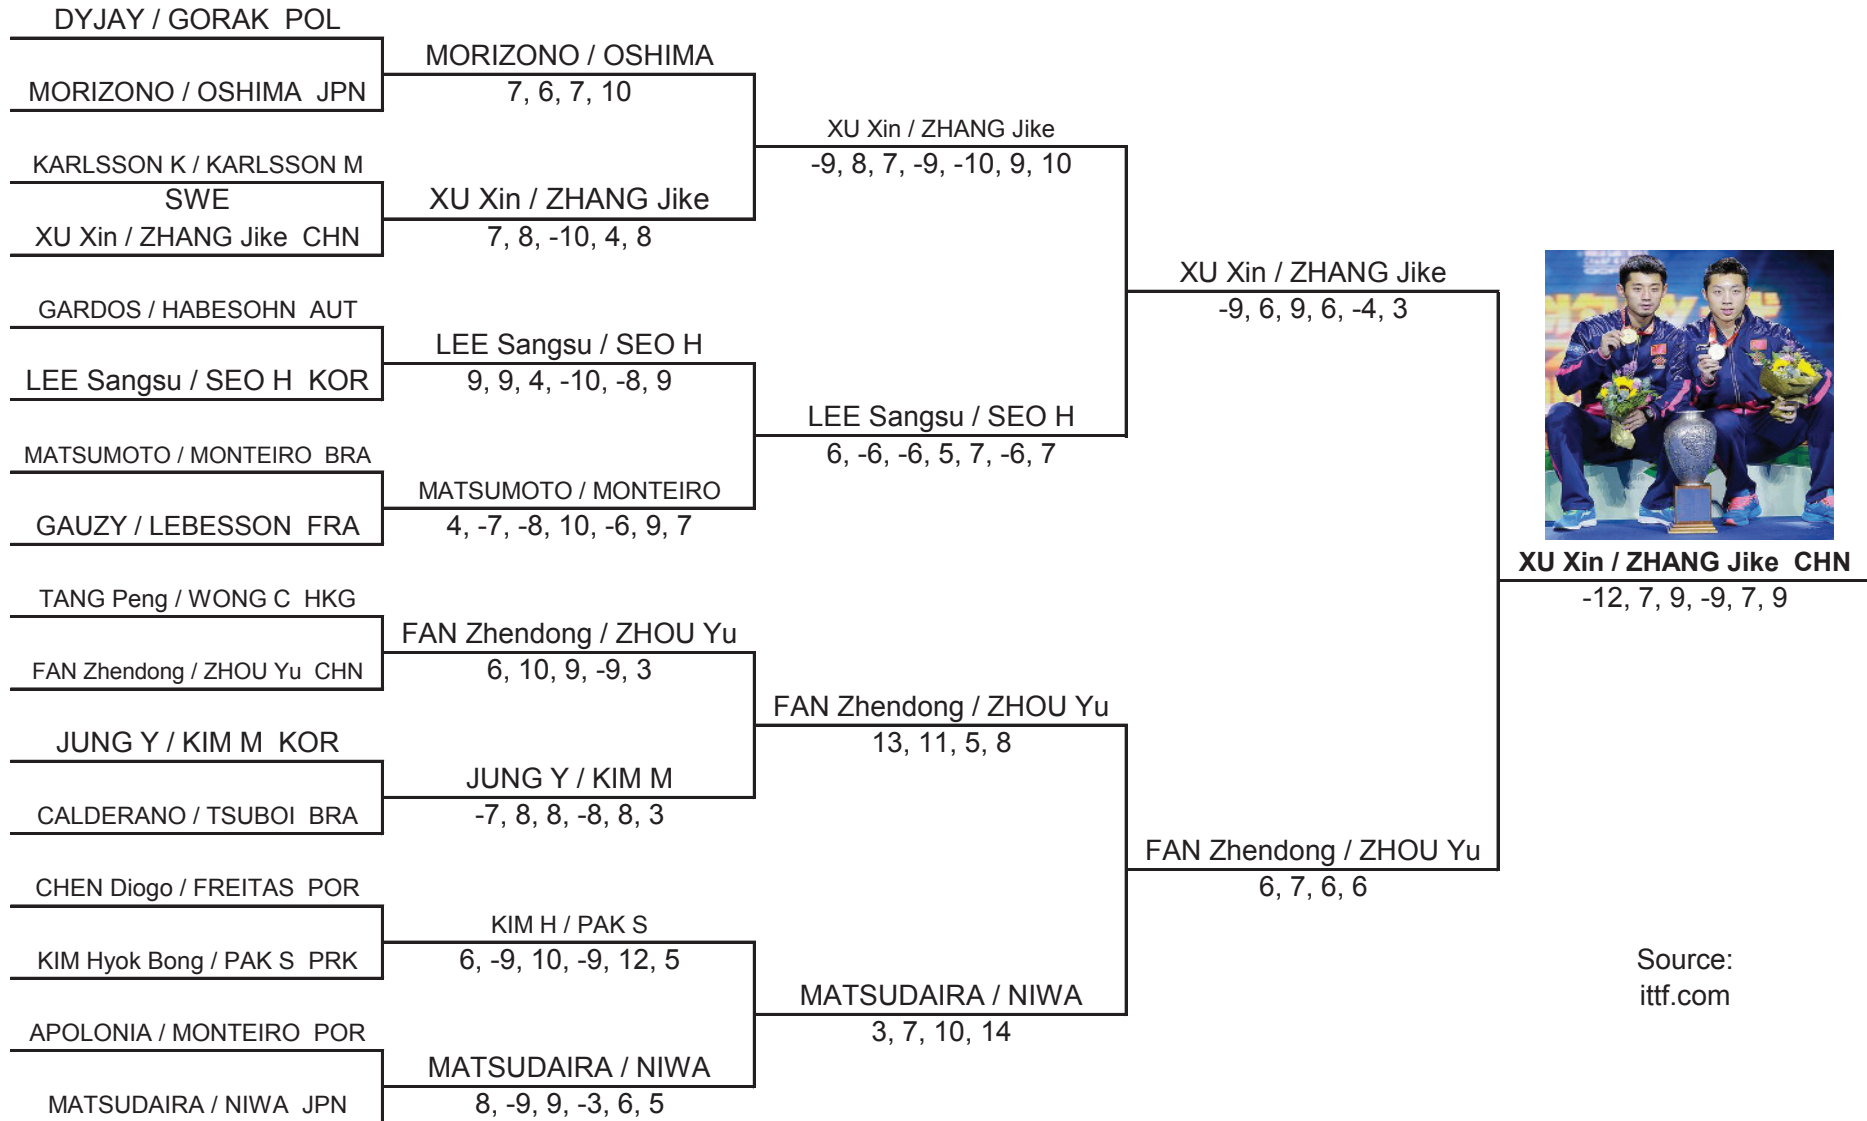 DYJAY / GORAK POL
MORIZONO / OSHIMA JPN
KARLSSON K / KARLSSON M
SWE
XU Xin / ZHANG Jike CHN
GARDOS / HABESOHN AUT
LEE Sangsu / SEO H KOR
MATSUMOTO / MONTEIRO BRA
GAUZY / LEBESSON FRA
TANG Peng / WONG C HKG
FAN Zhendong / ZHOU Yu CHN
JUNG Y / KIM M KOR
CALDERANO / TSUBOI BRA
CHEN Diogo / FREITAS POR
KIM Hyok Bong / PAK S PRK
APOLONIA / MONTEIRO POR
MATSUDAIRA / NIWA JPN
MORIZONO / OSHIMA
7, 6, 7, 10
XU Xin / ZHANG Jike
7, 8, -10, 4, 8
LEE Sangsu / SEO H
9, 9, 4, -10, -8, 9
MATSUMOTO / MONTEIRO
4, -7, -8, 10, -6, 9, 7
FAN Zhendong / ZHOU Yu
6, 10, 9, -9, 3
JUNG Y / KIM M
-7, 8, 8, -8, 8, 3
KIM H / PAK S
6, -9, 10, -9, 12, 5
MATSUDAIRA / NIWA
8, -9, 9, -3, 6, 5
XU Xin / ZHANG Jike
-9, 8, 7, -9, -10, 9, 10
LEE Sangsu / SEO H
6, -6, -6, 5, 7, -6, 7
FAN Zhendong / ZHOU Yu
13, 11, 5, 8
MATSUDAIRA / NIWA
3, 7, 10, 14
XU Xin / ZHANG Jike
-9, 6, 9, 6, -4, 3
FAN Zhendong / ZHOU Yu
6, 7, 6, 6
XU Xin / ZHANG Jike CHN
-12, 7, 9, -9, 7, 9
Source:
ittf.com